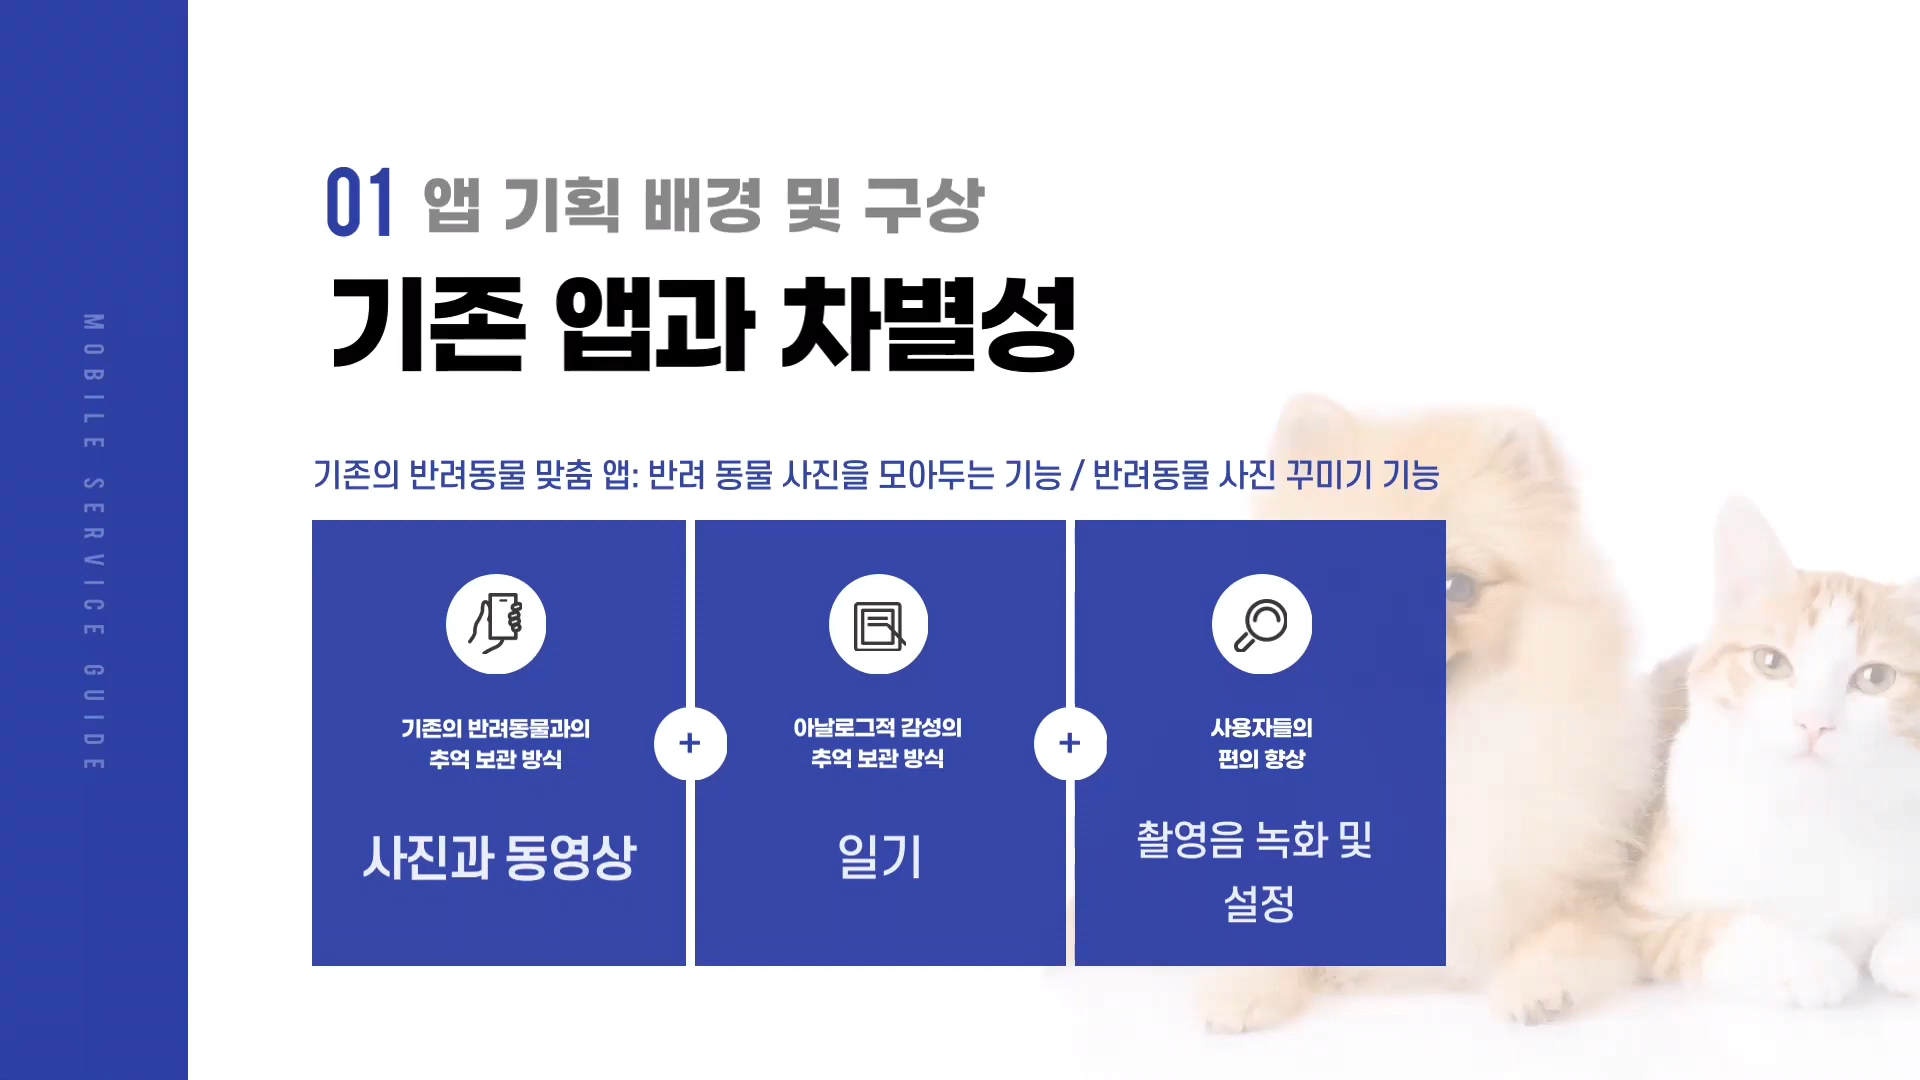 MOBILE SERVICE GUIDE
01 앱 기획 배경 및 구상
기존 앱과 차별성
기존의 반려동물 맞춤 앱: 반려 동물 사진을 모아두는 기능 / 반려동물 사진 꾸미기 기능
기존의 반려동물과의
추억 보관 방식
사진과 동영상
+
아날로그적 감성의
추억 보관 방식
일기
+
사용자들의
편의 향상
촬영음 녹화 및
설정